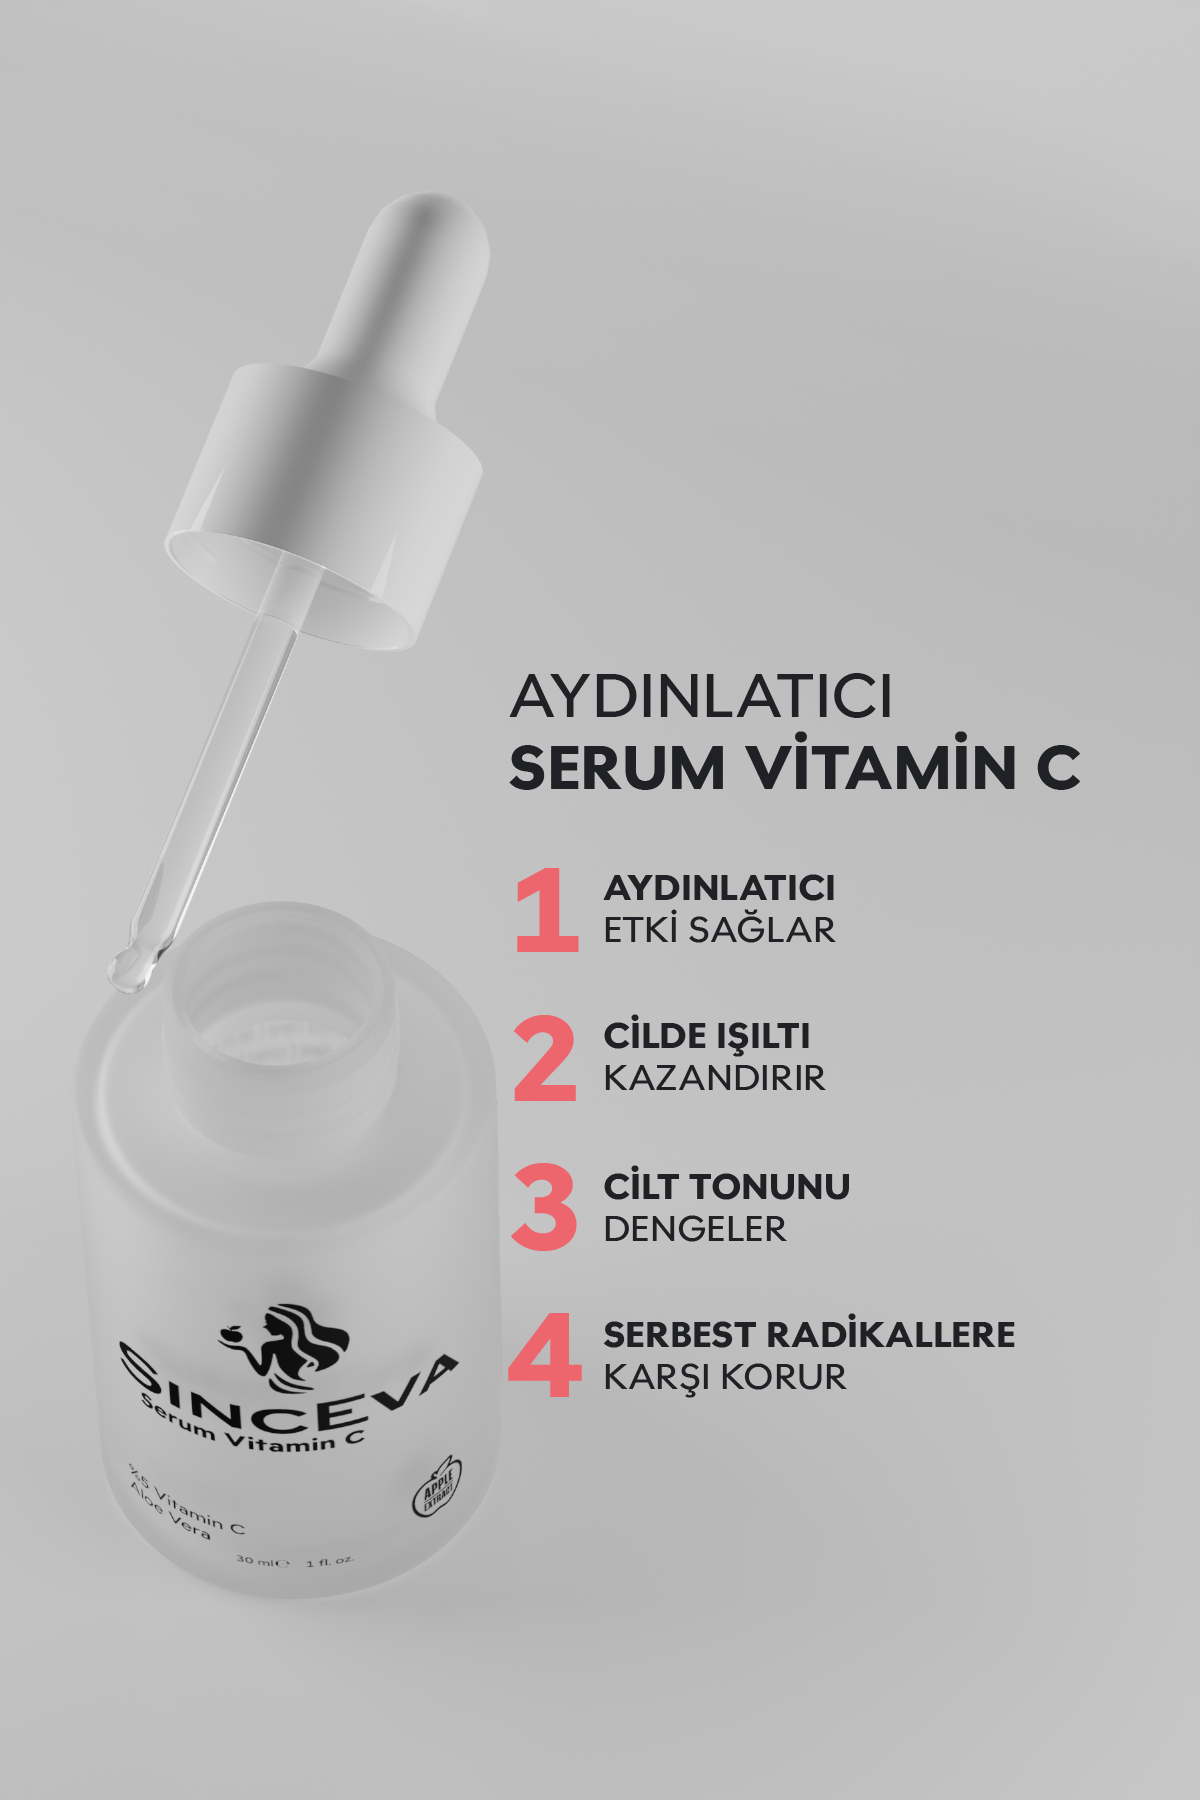 AYDINLATICI
SERUM VİTAMİN C
1 AYDINLATICI
ETKİ SAĞLAR
2 CİLDE IŞILTI
KAZANDIRIR
3 CİLT TONUNU
DENGELER
4 SERBEST RADİKALLERE
KARŞI KORUR
SINCEVA
Serum Vitamin C
%5 Vitamin C
Aloe Vera
APPLE
EXTRACT
30 ml℮ 1 fl. oz.